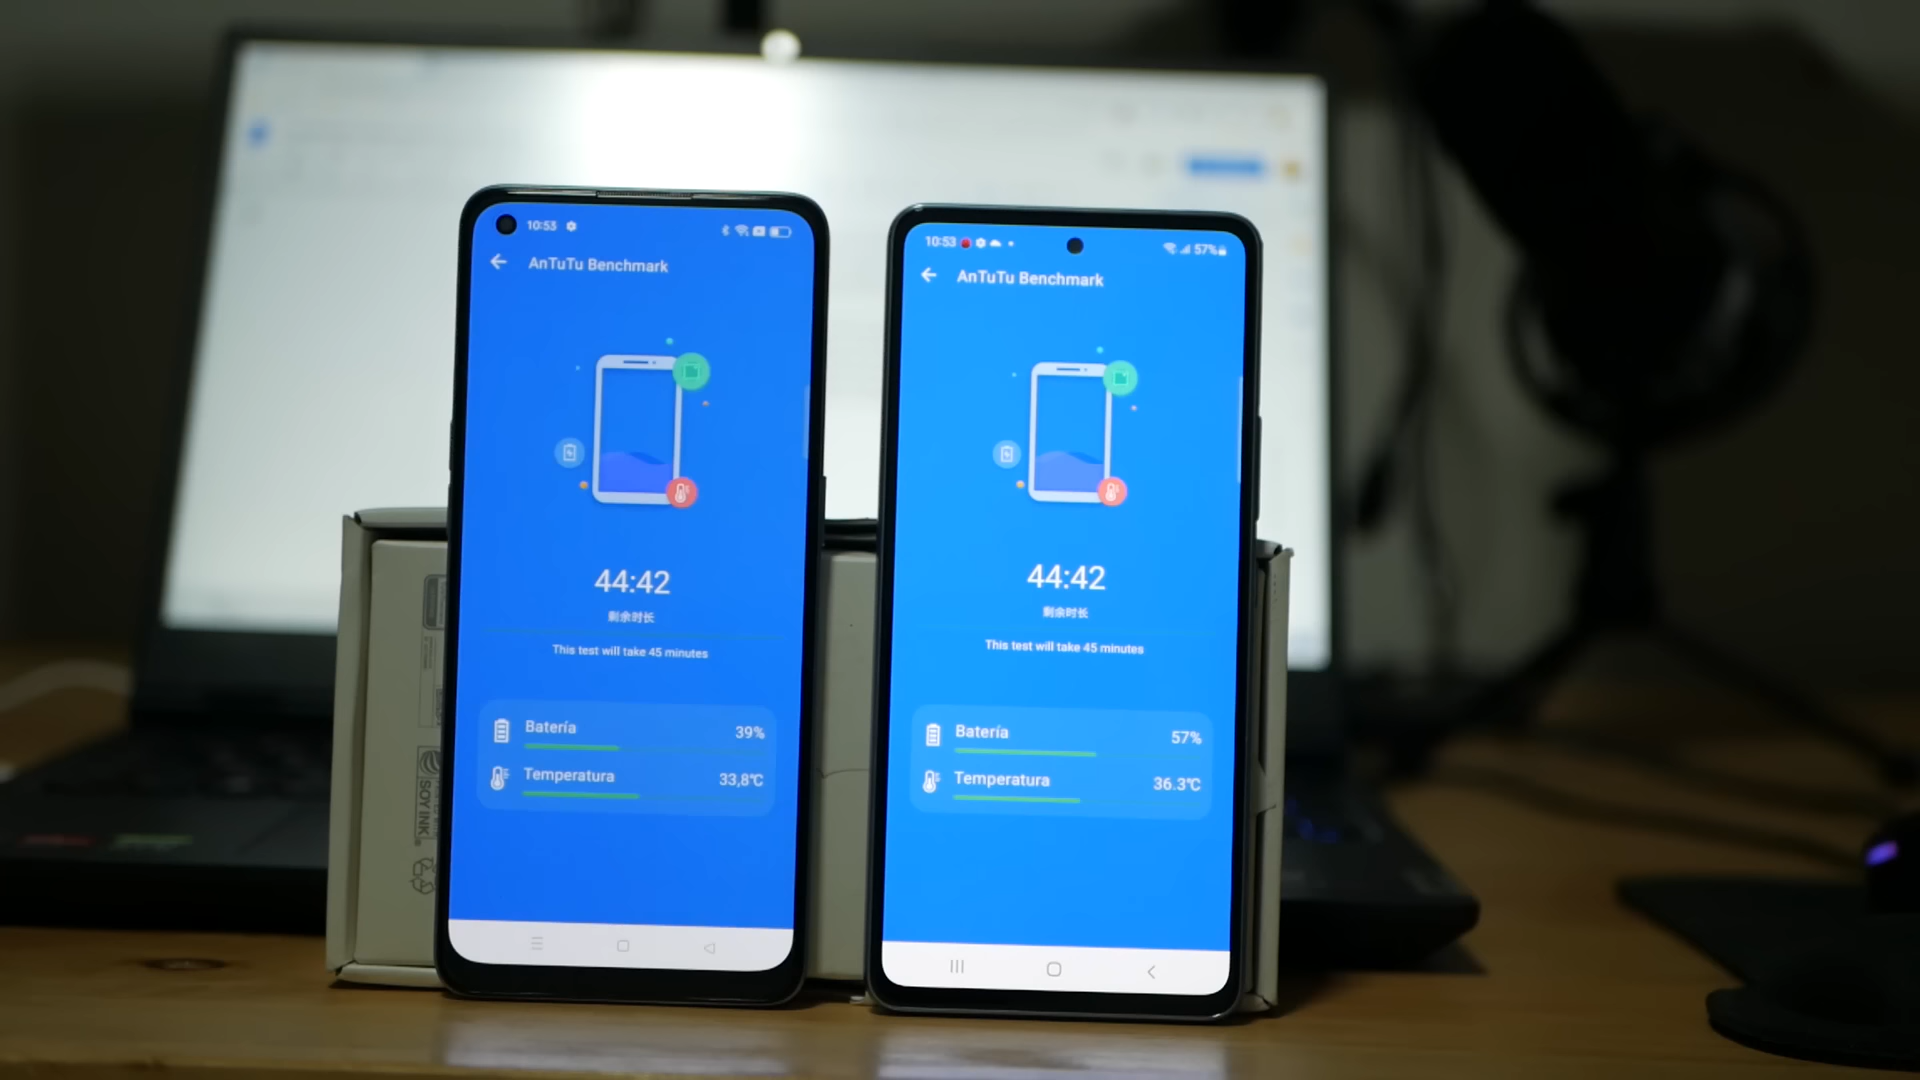 10:53
AnTuTu Benchmark
44:42
剩余时长
This test will take 45 minutes
Batería 39%
Temperatura 33,8℃
10:53 57%
AnTuTu Benchmark
44:42
剩余时长
This test will take 45 minutes
Batería 57%
Temperatura 36.3℃
SOY INK